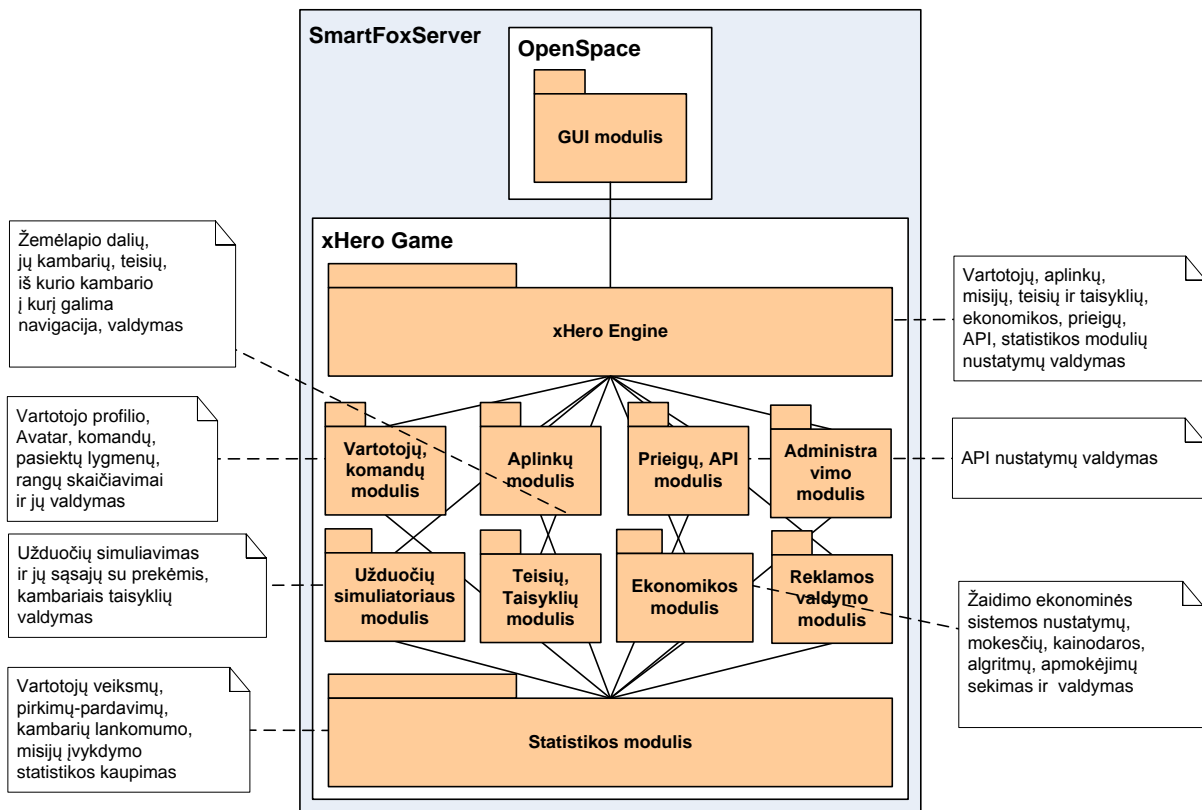 SmartFoxServer
OpenSpace
GUI modulis
Žemėlapio dalių,
jų kambarių, teisių,
iš kurio kambario
į kurį galima
navigacija, valdymas
xHero Game
xHero Engine
Vartotojų, aplinkų,
misijų, teisių ir taisyklių,
ekonomikos, prieigų,
API, statistikos modulių
nustatymų valdymas
Vartotojo profilio,
Avatar, komandų,
pasiektų lygmenų,
rangų skaičiavimai
ir jų valdymas
Vartotojų,
komandų
modulis
Aplinkų
modulis
Prieigų, API
modulis
Administra
vimo
modulis
API nustatymų valdymas
Užduočių simuliavimas
ir jų sąsajų su prekėmis,
kambariais taisyklių
valdymas
Užduočių
simuliatoriaus
modulis
Teisių,
Taisyklių
modulis
Ekonomikos
modulis
Reklamos
valdymo
modulis
Žaidimo ekonominės
sistemos nustatymų,
mokesčių, kainodaros,
algritmų, apmokėjimų
sekimas ir valdymas
Vartotojų veiksmų,
pirkimų-pardavimų,
kambarių lankomumo,
misijų įvykdymo
statistikos kaupimas
Statistikos modulis